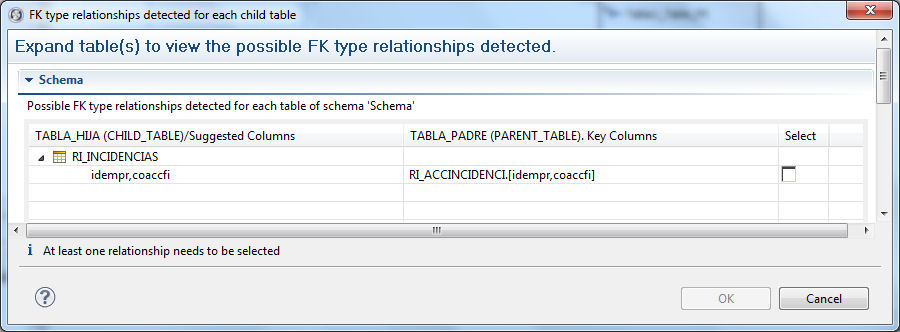 FK type relationships detected for each child table
Expand table(s) to view the possible FK type relationships detected.
Schema
Possible FK type relationships detected for each table of schema 'Schema'
TABLA_HIJA (CHILD_TABLE)/Suggested Columns TABLA_PADRE (PARENT_TABLE). Key Columns Select
RI_INCIDENCIAS
idempr,coaccfi RI_ACCINCIDENCI.[idempr,coaccfi]
At least one relationship needs to be selected
? OK Cancel